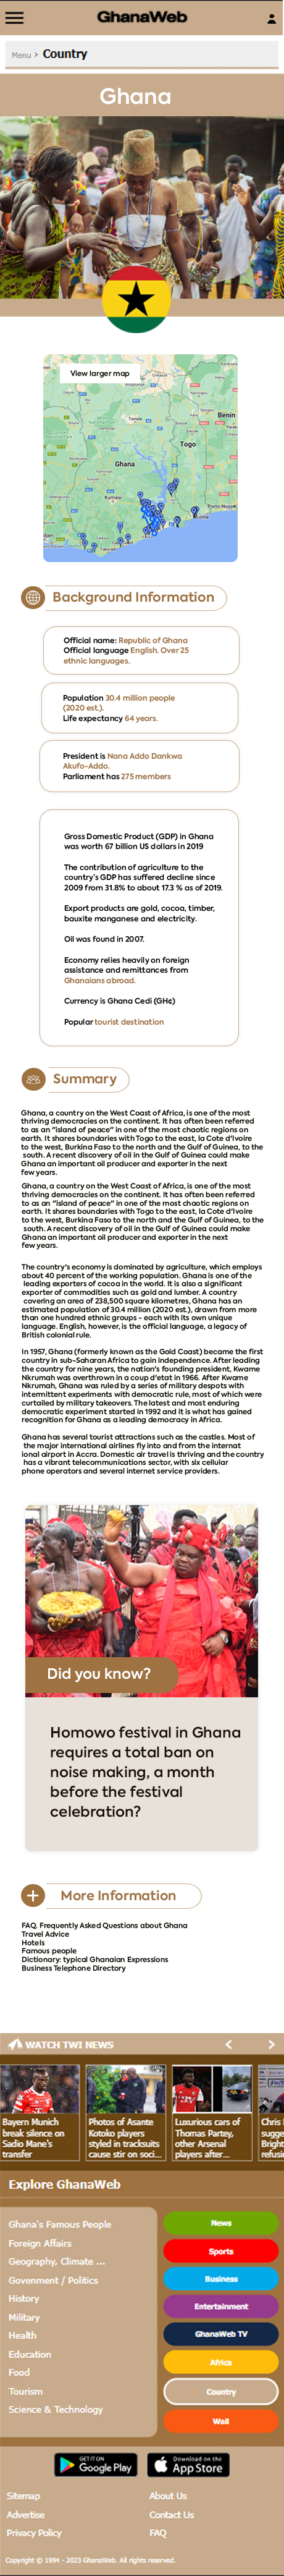 GhanaWeb
Menu > Country
Ghana
View larger map
Benin
Togo
Ghana
Kumasi
Lome
Porto-Novo
Takoradi
Tamale
Background Information
Official name: Republic of Ghana
Official language English. Over 25
ethnic languages.
Population 30.4 million people
(2020 est.).
Life expectancy 64 years.
President is Nana Addo Dankwa
Akufo-Addo.
Parliament has 275 members
Gross Domestic Product (GDP) in Ghana
was worth 67 billion US dollars in 2019
The contribution of agriculture to the
country's GDP has suffered decline since
2009 from 31.8% to about 17.3 % as of 2019.
Export products are gold, cocoa, timber,
bauxite manganese and electricity.
Oil was found in 2007.
Economy relies heavily on foreign
assistance and remittances from
Ghanaians abroad.
Currency is Ghana Cedi (GH¢)
Popular tourist destination
Summary
Ghana, a country on the West Coast of Africa, is one of the most
thriving democracies on the continent. It has often been referred
to as an "island of peace" in one of the most chaotic regions on
earth. It shares boundaries with Togo to the east, la Cote d'Ivoire
to the west, Burkina Faso to the north and the Gulf of Guinea, to the
south. A recent discovery of oil in the Gulf of Guinea could make
Ghana an important oil producer and exporter in the next
few years.
Ghana, a country on the West Coast of Africa, is one of the most
thriving democracies on the continent. It has often been referred
to as an "island of peace" in one of the most chaotic regions on
earth. It shares boundaries with Togo to the east, la Cote d'Ivoire
to the west, Burkina Faso to the north and the Gulf of Guinea, to the
south. A recent discovery of oil in the Gulf of Guinea could make
Ghana an important oil producer and exporter in the next
few years.
The country's economy is dominated by agriculture, which employs
about 40 percent of the working population. Ghana is one of the
leading exporters of cocoa in the world. It is also a significant
exporter of commodities such as gold and lumber. A country
covering an area of 238,500 square kilometres, Ghana has an
estimated population of 30.4 million (2020 est.), drawn from more
than one hundred ethnic groups - each with its own unique
language. English, however, is the official language, a legacy of
British colonial rule.
In 1957, Ghana (formerly known as the Gold Coast) became the first
country in sub-Saharan Africa to gain independence. After leading
the country for nine years, the nation's founding president, Kwame
Nkrumah was overthrown in a coup d'etat in 1966. After Kwame
Nkrumah, Ghana was ruled by a series of military despots with
intermittent experiments with democratic rule, most of which were
curtailed by military takeovers. The latest and most enduring
democratic experiment started in 1992 and it is what has gained
recognition for Ghana as a leading democracy in Africa.
Ghana has several tourist attractions such as the castles. Most of
the major international airlines fly into and from the internat
ional airport in Accra. Domestic air travel is thriving and the country
has a vibrant telecommunications sector, with six cellular
phone operators and several internet service providers.
Did you know?
Homowo festival in Ghana
requires a total ban on
noise making, a month
before the festival
celebration?
More Information
FAQ. Frequently Asked Questions about Ghana
Travel Advice
Hotels
Famous people
Dictionary: typical Ghanaian Expressions
Business Telephone Directory
WATCH TWI NEWS
Bayern Munich
break silence on
Sadio Mane's
transfer
Photos of Asante
Kotoko players
styled in tracksuits
cause stir on soci...
Luxurious cars of
Thomas Partey,
other Arsenal
players after...
Chris
sugge
Bright
refusin
Explore GhanaWeb
Ghana's Famous People
Foreign Affairs
Geography, Climate ...
Govenment / Politics
History
Military
Health
Education
Food
Tourism
Science & Technology
News
Sports
Business
Entertainment
GhanaWeb TV
Africa
Country
Wall
GET IT ON
Google Play
Download on the
App Store
Sitemap
About Us
Advertise
Contact Us
Privacy Policy
FAQ
Copyright © 1994 - 2023 GhanaWeb. All rights reserved.